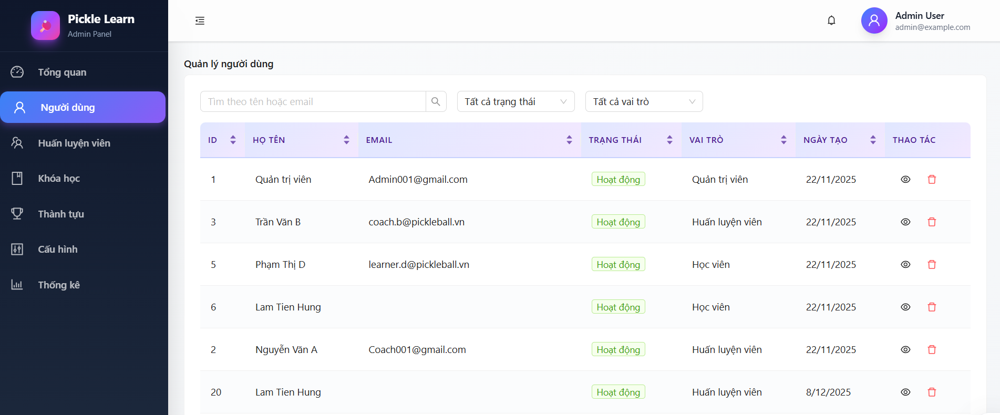 Pickle Learn
Admin Panel
Tổng quan
Người dùng
Huấn luyện viên
Khóa học
Thành tựu
Cấu hình
Thống kê
Admin User
admin@example.com
Quản lý người dùng
Tìm theo tên hoặc email
Tất cả trạng thái
Tất cả vai trò
ID HỌ TÊN EMAIL TRẠNG THÁI VAI TRÒ NGÀY TẠO THAO TÁC
1 Quản trị viên Admin001@gmail.com Hoạt động Quản trị viên 22/11/2025
3 Trần Văn B coach.b@pickleball.vn Hoạt động Huấn luyện viên 22/11/2025
5 Phạm Thị D learner.d@pickleball.vn Hoạt động Học viên 22/11/2025
6 Lam Tien Hung Hoạt động Học viên 22/11/2025
2 Nguyễn Văn A Coach001@gmail.com Hoạt động Huấn luyện viên 22/11/2025
20 Lam Tien Hung Hoạt động Huấn luyện viên 8/12/2025